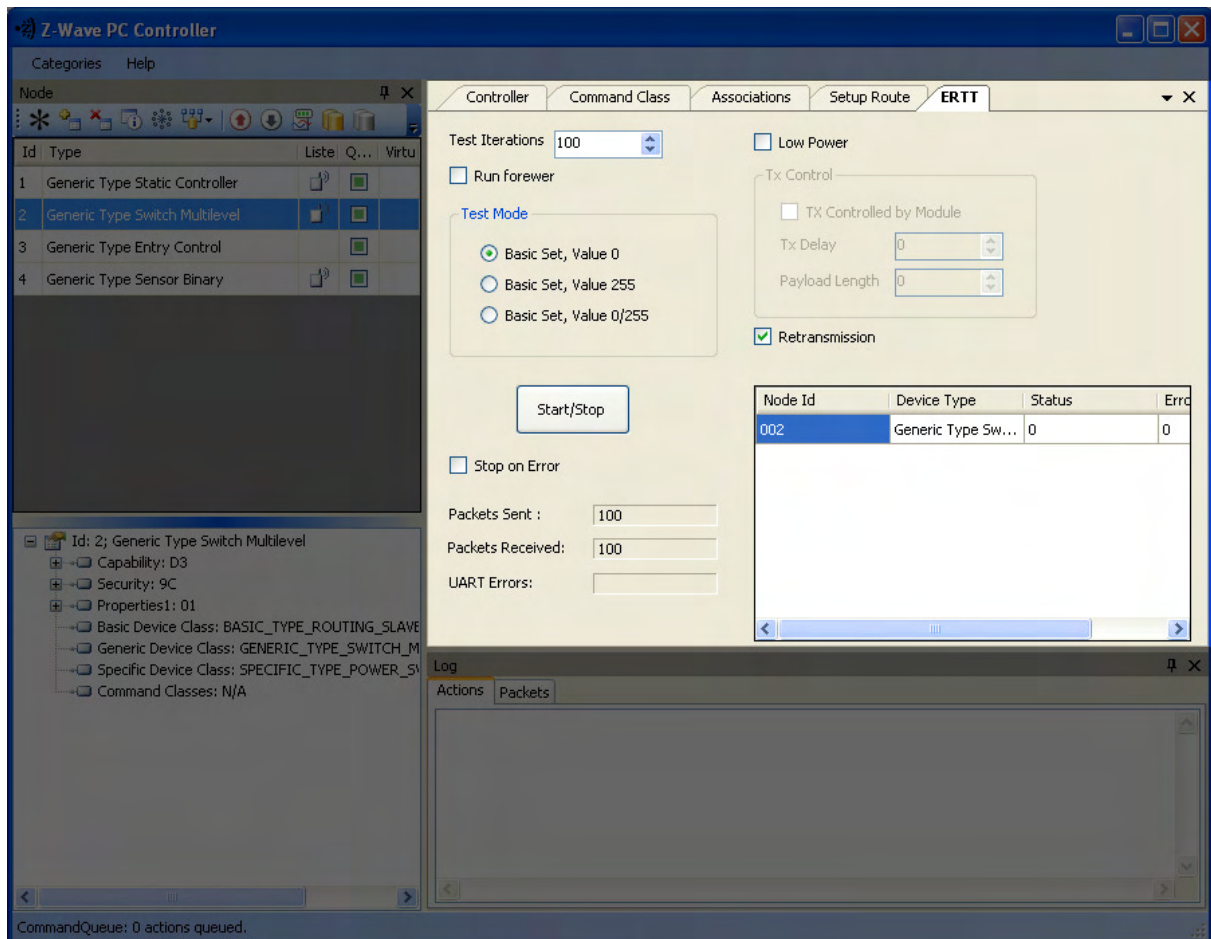 Z-Wave PC Controller
Categories Help
Node
Id Type Liste Q... Virtu
1 Generic Type Static Controller
2 Generic Type Switch Multilevel
3 Generic Type Entry Control
4 Generic Type Sensor Binary
Id: 2; Generic Type Switch Multilevel
Capability: D3
Security: 9C
Properties1: 01
Basic Device Class: BASIC_TYPE_ROUTING_SLAVE
Generic Device Class: GENERIC_TYPE_SWITCH_M
Specific Device Class: SPECIFIC_TYPE_POWER_S
Command Classes: N/A
Controller Command Class Associations Setup Route ERTT
Test Iterations 100
Run forewer
Test Mode
Basic Set, Value 0
Basic Set, Value 255
Basic Set, Value 0/255
Start/Stop
Stop on Error
Packets Sent : 100
Packets Received: 100
UART Errors:
Low Power
Tx Control
TX Controlled by Module
Tx Delay 0
Payload Length 0
Retransmission
Node Id Device Type Status Erro
002 Generic Type Sw... 0 0
Log
Actions Packets
CommandQueue: 0 actions queued.